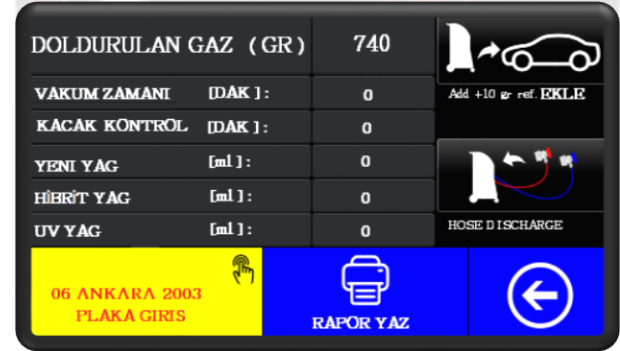 DOLDURULAN GAZ ( GR ) 740
VAKUM ZAMANI [DAK ] : 0
KACAK KONTROL [DAK ] : 0
YENI YAG [ml ] : 0
HİBRİT YAG [ml ] : 0
UV YAG [ml ] : 0
Add +10 gr ref. EKLE
HOSE DISCHARGE
06 ANKARA 2003
PLAKA GIRIS
RAPOR YAZ